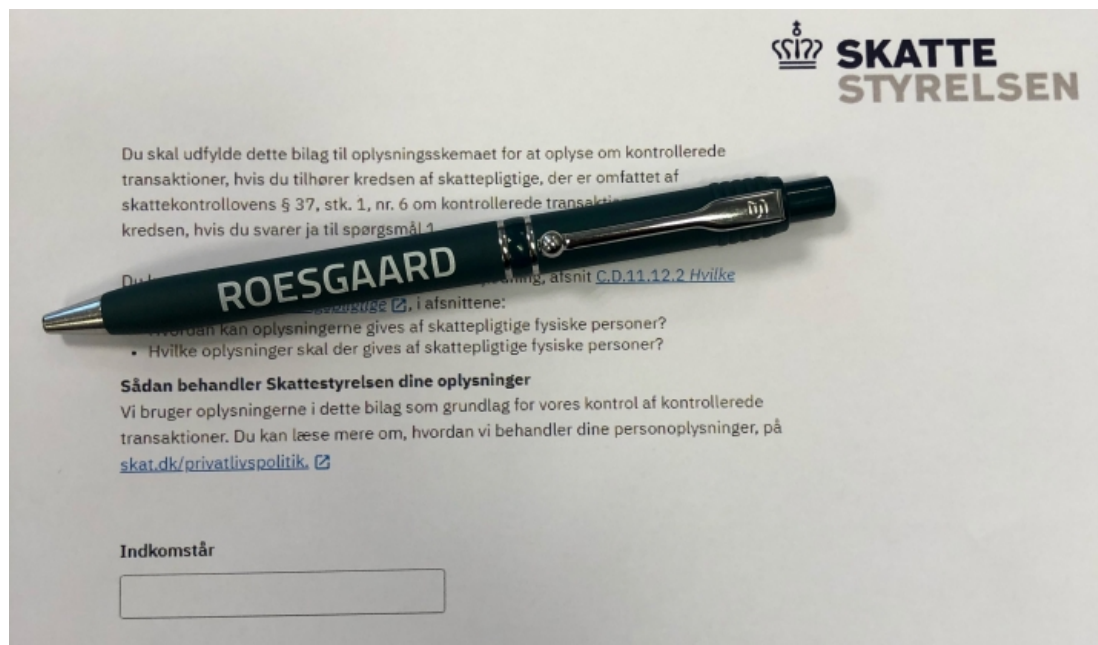 SKATTE
STYRELSEN
Du skal udfylde dette bilag til oplysningsskemaet for at oplyse om kontrollerede
transaktioner, hvis du tilhører kredsen af skattepligtige, der er omfattet af
skattekontrollovens § 37, stk. 1, nr. 6 om kontrollerede
kredsen, hvis du svarer ja til spørgsmål 1
Du
afsnit C.D.11.12.2 Hvilke
, i afsnittene:
ROESGAARD
kan oplysningerne gives af skattepligtige fysiske personer?
• Hvilke oplysninger skal der gives af skattepligtige fysiske personer?
Sådan behandler Skattestyrelsen dine oplysninger
Vi bruger oplysningerne i dette bilag som grundlag for vores kontrol af kontrollerede
transaktioner. Du kan læse mere om, hvordan vi behandler dine personoplysninger, på
skat.dk/privatlivspolitik.
Indkomstår